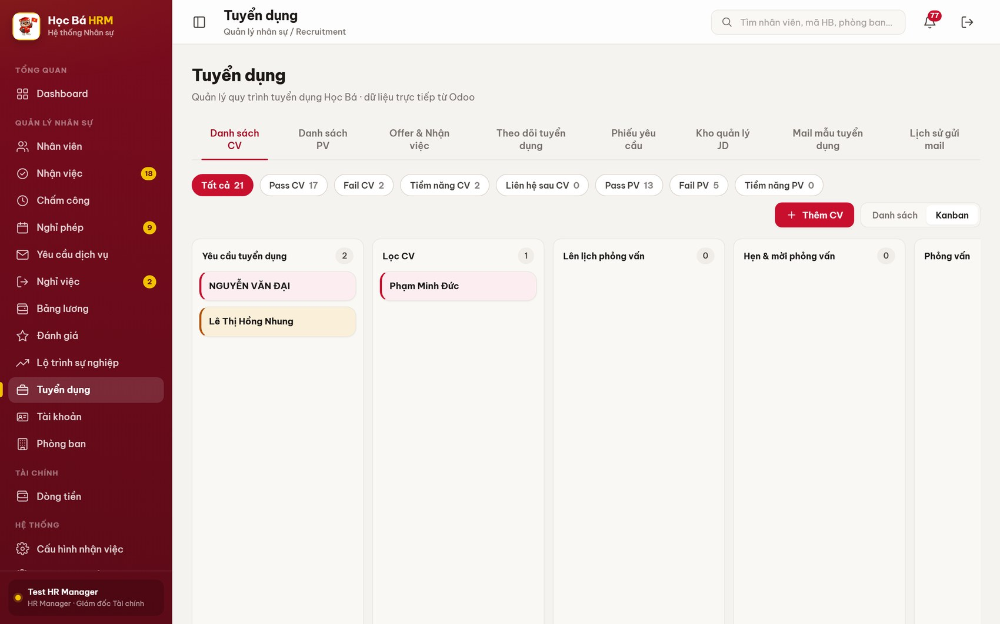 Học Bá HRM
Hệ thống Nhân sự
TỔNG QUAN
Dashboard
QUẢN LÝ NHÂN SỰ
Nhân viên
Nhận việc 18
Chấm công
Nghỉ phép 9
Yêu cầu dịch vụ
Nghỉ việc 2
Bảng lương
Đánh giá
Lộ trình sự nghiệp
Tuyển dụng
Tài khoản
Phòng ban
TÀI CHÍNH
Dòng tiền
HỆ THỐNG
Cấu hình nhận việc
Test HR Manager
HR Manager · Giám đốc Tài chính
Tuyển dụng
Quản lý nhân sự / Recruitment
Tìm nhân viên, mã HB, phòng ban...
77
Tuyển dụng
Quản lý quy trình tuyển dụng Học Bá · dữ liệu trực tiếp từ Odoo
Danh sách CV
Danh sách PV
Offer & Nhận việc
Theo dõi tuyển dụng
Phiếu yêu cầu
Kho quản lý JD
Mail mẫu tuyển dụng
Lịch sử gửi mail
Tất cả 21
Pass CV 17
Fail CV 2
Tiềm năng CV 2
Liên hệ sau CV 0
Pass PV 13
Fail PV 5
Tiềm năng PV 0
Thêm CV
Danh sách
Kanban
Yêu cầu tuyển dụng 2
NGUYỄN VĂN ĐẠI
Lê Thị Hồng Nhung
Lọc CV 1
Phạm Minh Đức
Lên lịch phỏng vấn 0
Hẹn & mời phỏng vấn 0
Phỏng vấn